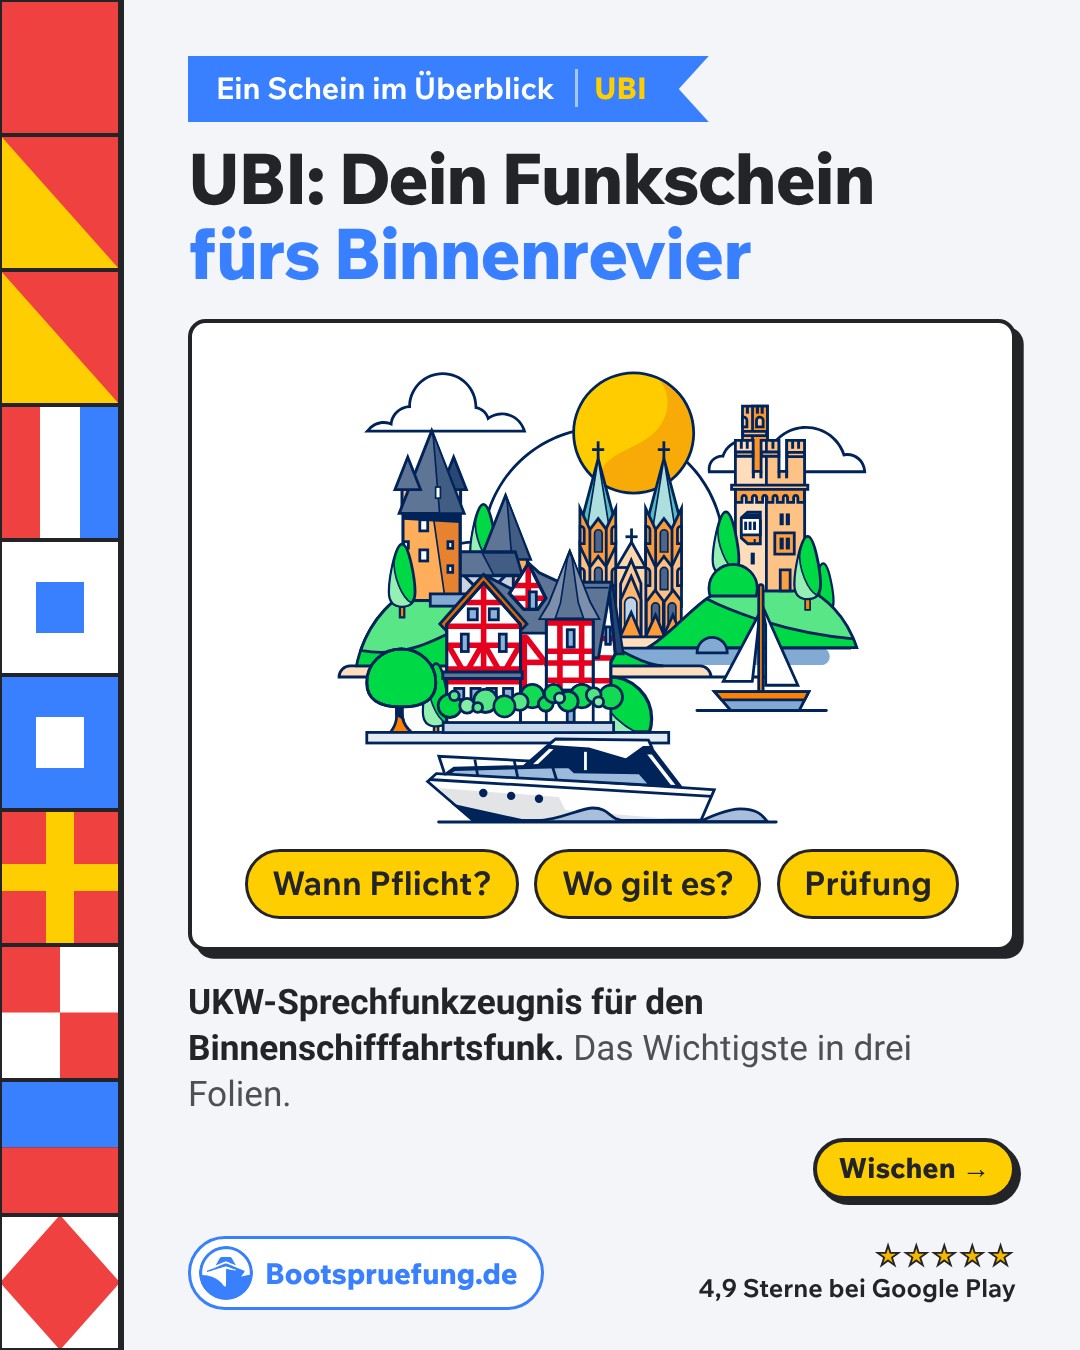 Ein Schein im Überblick | UBI
UBI: Dein Funkschein
fürs Binnenrevier
Wann Pflicht? Wo gilt es? Prüfung
UKW-Sprechfunkzeugnis für den
Binnenschifffahrtsfunk. Das Wichtigste in drei
Folien.
Wischen →
Bootspruefung.de
★★★★★
4,9 Sterne bei Google Play